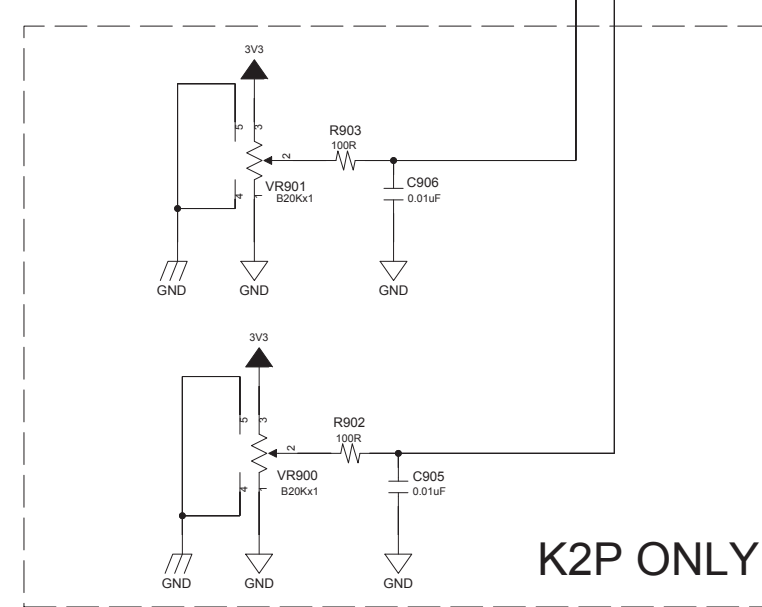 3V3
5
3
R903
100R
2
C906
0.01uF
VR901
B20Kx1
4
1
GND
GND
GND
3V3
5
3
R902
100R
2
C905
0.01uF
VR900
B20Kx1
4
1
GND
GND
GND
K2P ONLY